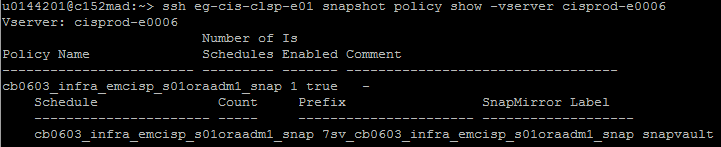 u0144201@c152mad:~> ssh eg-cis-clsp-e01 snapshot policy show -vserver cisprod-e0006
Vserver: cisprod-e0006
                         Number of Is
Policy Name              Schedules Enabled Comment
------------------------ --------- ------- ----------------------------------
cb0603_infra_emcisp_s01oraadm1_snap 1 true   -
    Schedule               Count     Prefix                 SnapMirror Label
    ---------------------- -----     ---------------------- -------------------
    cb0603_infra_emcisp_s01oraadm1_snap 7sv_cb0603_infra_emcisp_s01oraadm1_snap snapvault